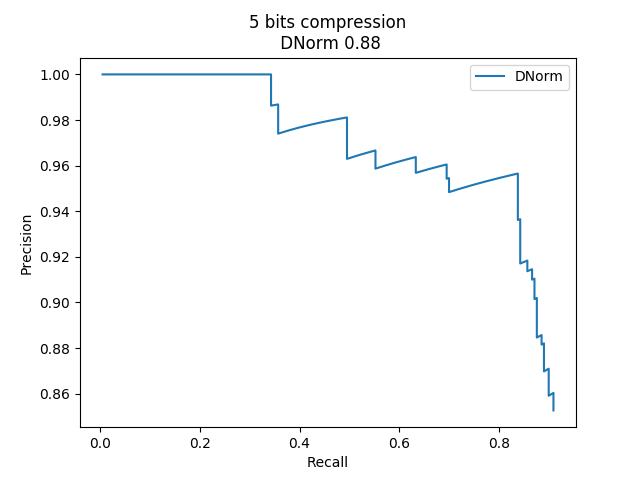 5 bits compression
DNorm 0.88
DNorm
1.00
0.98
0.96
0.94
0.92
0.90
0.88
0.86
Precision
0.0 0.2 0.4 0.6 0.8
Recall